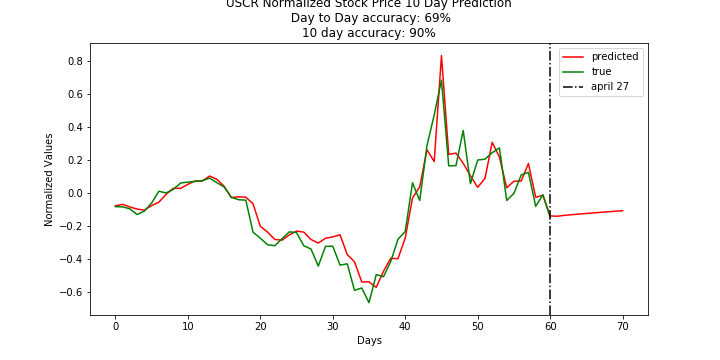 USCR Normalized Stock Price 10 Day Prediction
Day to Day accuracy: 69%
10 day accuracy: 90%
predicted
true
april 27
0.8
0.6
0.4
0.2
0.0
−0.2
−0.4
−0.6
Normalized Values
0 10 20 30 40 50 60 70
Days